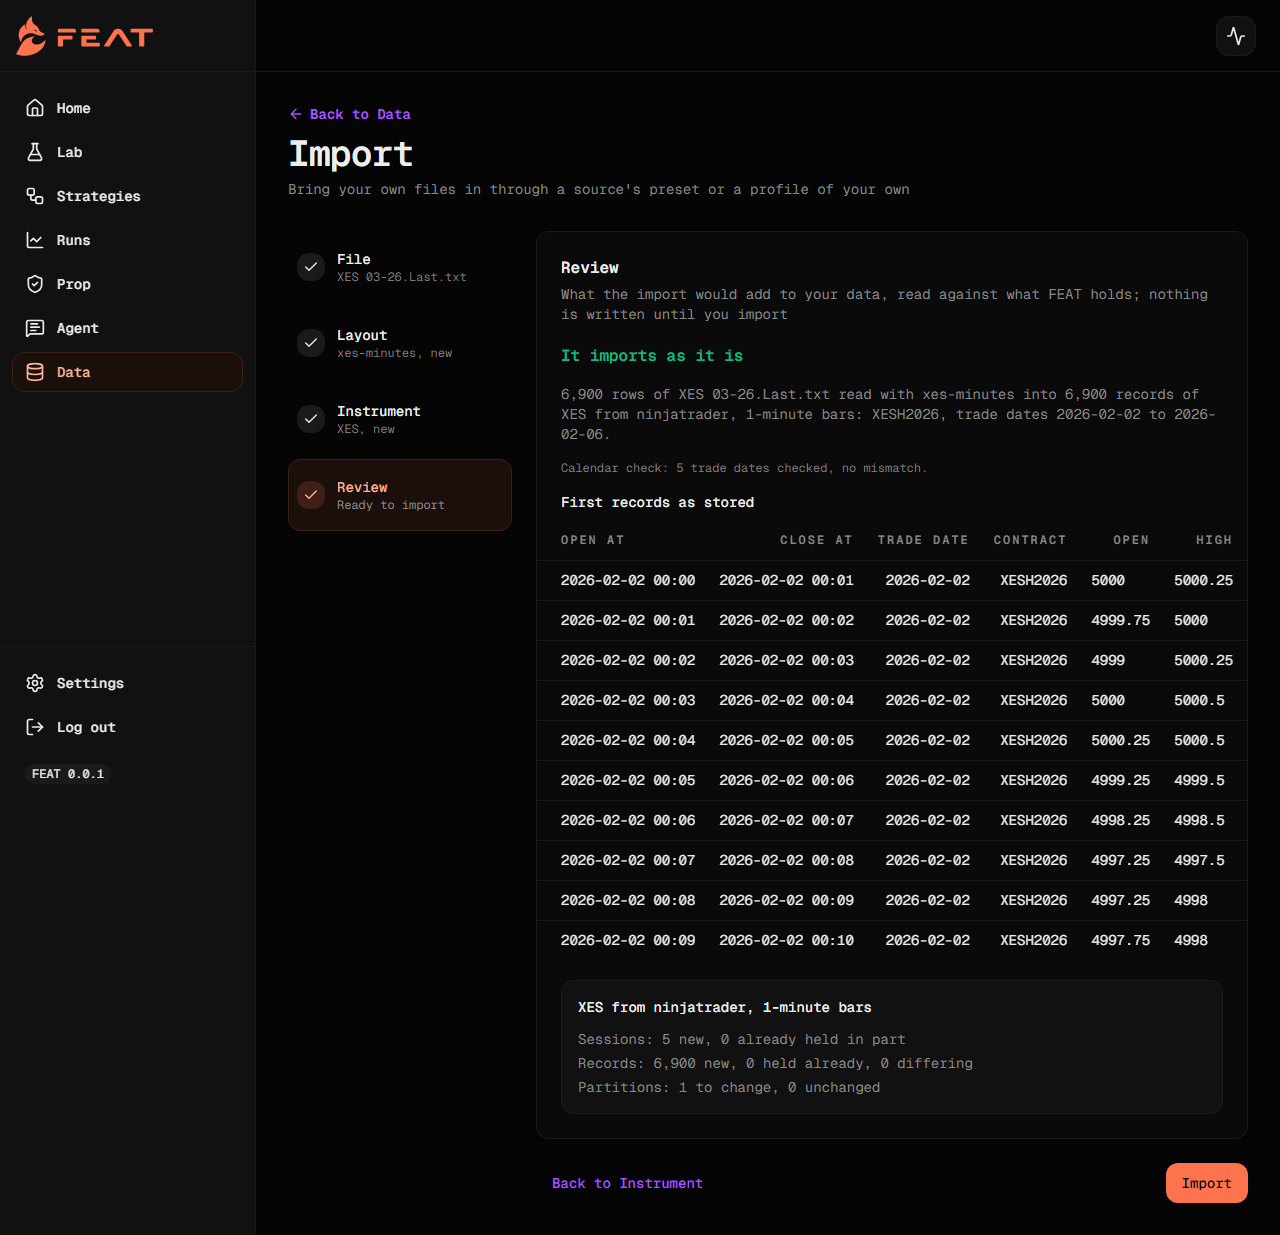 FEAT
Home
Lab
Strategies
Runs
Prop
Agent
Data
Settings
Log out
FEAT 0.0.1
← Back to Data
Import
Bring your own files in through a source's preset or a profile of your own
File
XES 03-26.Last.txt
Layout
xes-minutes, new
Instrument
XES, new
Review
Ready to import
Review
What the import would add to your data, read against what FEAT holds; nothing
is written until you import
It imports as it is
6,900 rows of XES 03-26.Last.txt read with xes-minutes into 6,900 records of
XES from ninjatrader, 1-minute bars: XESH2026, trade dates 2026-02-02 to 2026-
02-06.
Calendar check: 5 trade dates checked, no mismatch.
First records as stored
OPEN AT CLOSE AT TRADE DATE CONTRACT OPEN HIGH
2026-02-02 00:00 2026-02-02 00:01 2026-02-02 XESH2026 5000 5000.25
2026-02-02 00:01 2026-02-02 00:02 2026-02-02 XESH2026 4999.75 5000
2026-02-02 00:02 2026-02-02 00:03 2026-02-02 XESH2026 4999 5000.25
2026-02-02 00:03 2026-02-02 00:04 2026-02-02 XESH2026 5000 5000.5
2026-02-02 00:04 2026-02-02 00:05 2026-02-02 XESH2026 5000.25 5000.5
2026-02-02 00:05 2026-02-02 00:06 2026-02-02 XESH2026 4999.25 4999.5
2026-02-02 00:06 2026-02-02 00:07 2026-02-02 XESH2026 4998.25 4998.5
2026-02-02 00:07 2026-02-02 00:08 2026-02-02 XESH2026 4997.25 4997.5
2026-02-02 00:08 2026-02-02 00:09 2026-02-02 XESH2026 4997.25 4998
2026-02-02 00:09 2026-02-02 00:10 2026-02-02 XESH2026 4997.75 4998
XES from ninjatrader, 1-minute bars
Sessions: 5 new, 0 already held in part
Records: 6,900 new, 0 held already, 0 differing
Partitions: 1 to change, 0 unchanged
Back to Instrument
Import